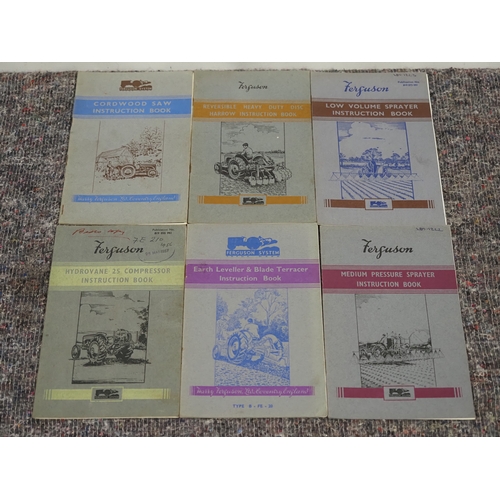 CORDWOOD SAW
INSTRUCTION BOOK
Harry Ferguson Ltd. Coventry, England
Ferguson
REVERSIBLE, HEAVY DUTY DISC
HARROW INSTRUCTION BOOK
Ferguson
LOW VOLUME SPRAYER
INSTRUCTION BOOK
Ferguson
HYDROVANE 25 COMPRESSOR
INSTRUCTION BOOK
FERGUSON SYSTEM
Earth Leveller & Blade Terracer
Instruction Book
Harry Ferguson Ltd. Coventry, England
Ferguson
MEDIUM PRESSURE SPRAYER
INSTRUCTION BOOK